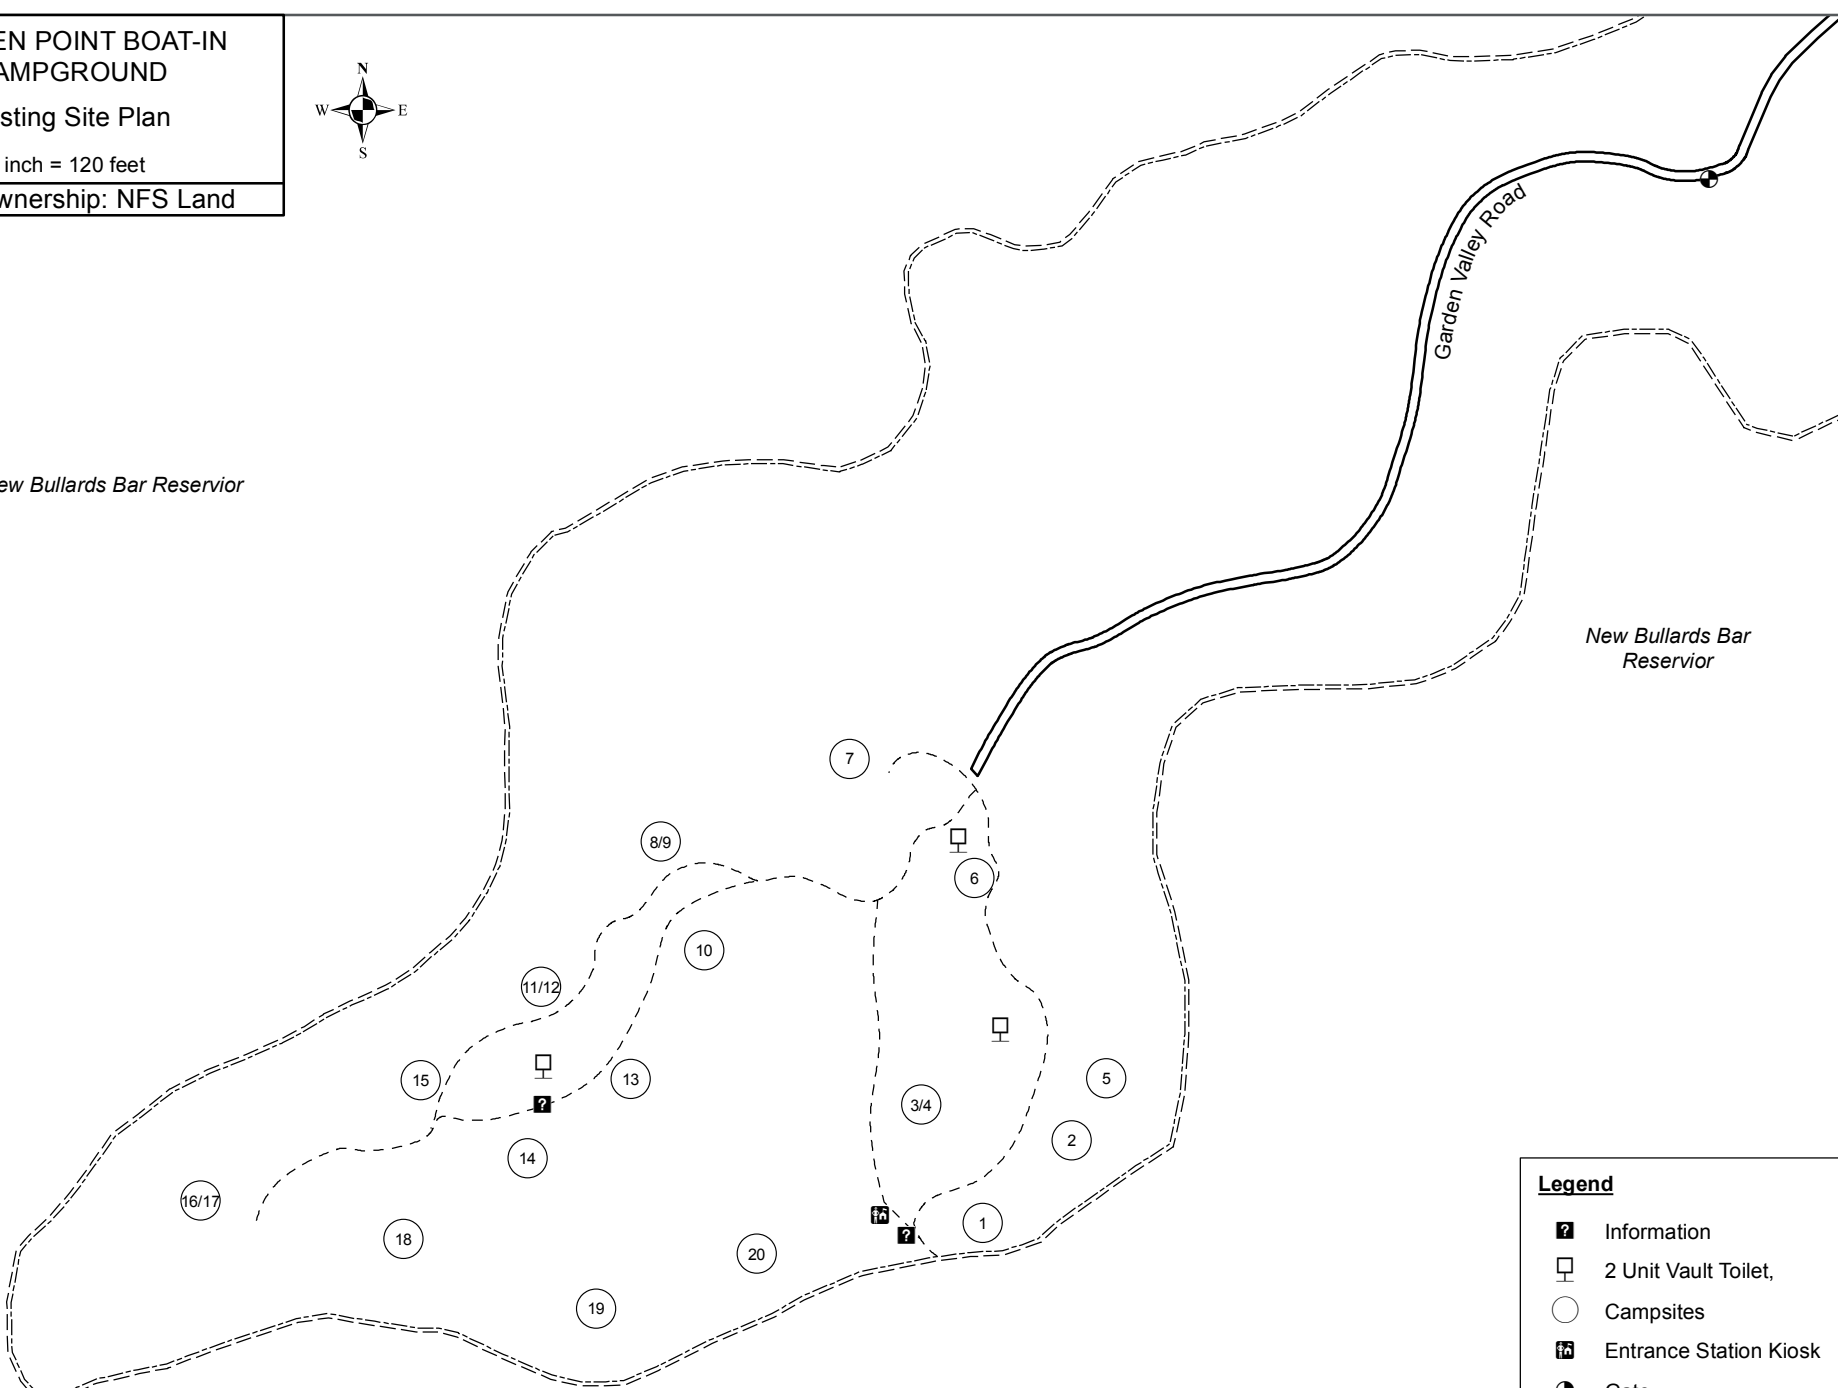 EN POINT BOAT-IN
AMPGROUND
sting Site Plan
inch = 120 feet
wnership: NFS Land
N
W E
S
Garden Valley Road
ew Bullards Bar Reservior
New Bullards Bar
Reservior
7
8/9
6
10
11/12
15
13
5
3/4
2
14
16/17
1
18
20
19
?
?
Legend
? Information
2 Unit Vault Toilet,
Campsites
Entrance Station Kiosk